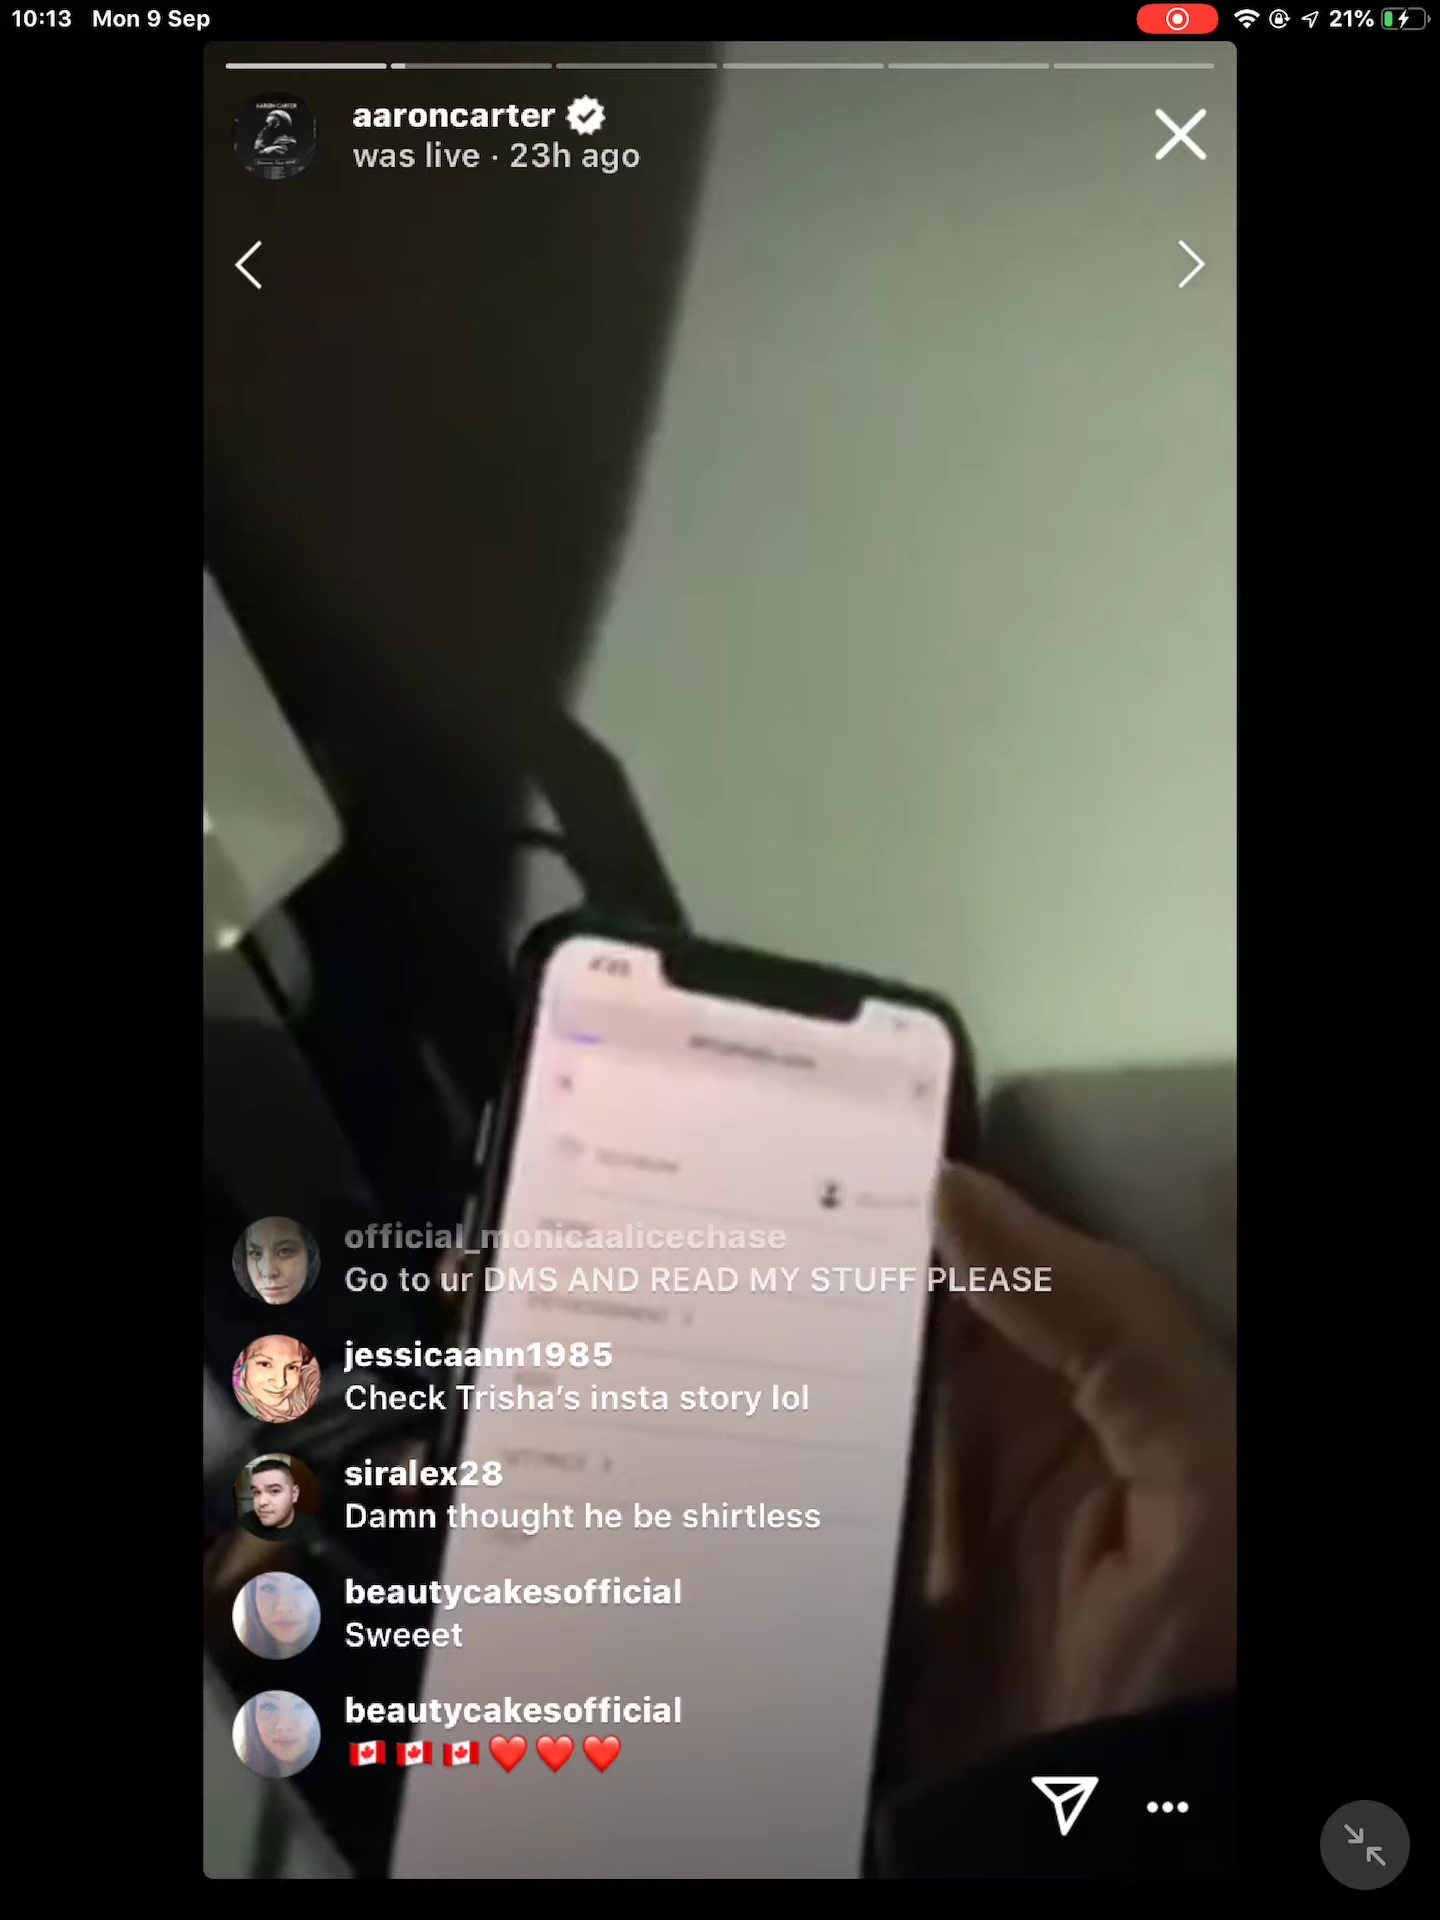 10:13 Mon 9 Sep
21%
aaroncarter
was live · 23h ago
official_monicaalicechase
Go to ur DMS AND READ MY STUFF PLEASE
jessicaann1985
Check Trisha’s insta story lol
siralex28
Damn thought he be shirtless
beautycakesofficial
Sweeet
beautycakesofficial
🇨🇦🇨🇦🇨🇦❤️❤️❤️